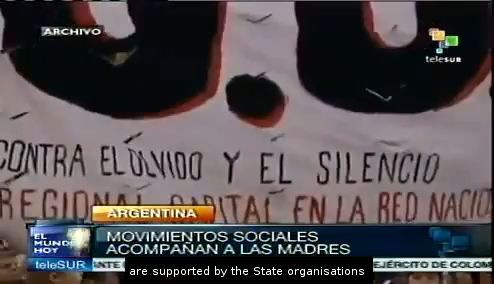 ARCHIVO
teleSUR
CONTRA EL OLVIDO Y EL SILENCIO
REGIONAL CAPITAL EN LA RED NACIO
ARGENTINA
EL MUNDO HOY
MOVIMIENTOS SOCIALES
ACOMPAÑAN A LAS MADRES
teleSUR
ANTE
EJÉRCITO DE COLOM
are supported by the State organisations